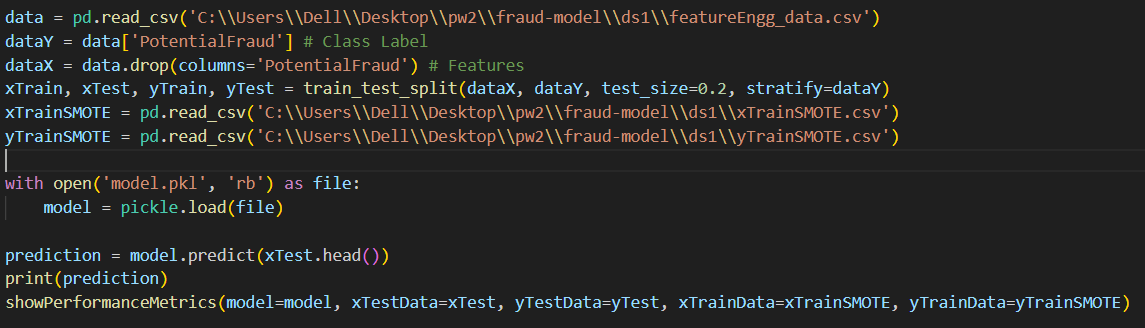 data = pd.read_csv('C:\\Users\\Dell\\Desktop\\pw2\\fraud-model\\ds1\\featureEngg_data.csv')
dataY = data['PotentialFraud'] # Class Label
dataX = data.drop(columns='PotentialFraud') # Features
xTrain, xTest, yTrain, yTest = train_test_split(dataX, dataY, test_size=0.2, stratify=dataY)
xTrainSMOTE = pd.read_csv('C:\\Users\\Dell\\Desktop\\pw2\\fraud-model\\ds1\\xTrainSMOTE.csv')
yTrainSMOTE = pd.read_csv('C:\\Users\\Dell\\Desktop\\pw2\\fraud-model\\ds1\\yTrainSMOTE.csv')
with open('model.pkl', 'rb') as file:
    model = pickle.load(file)
prediction = model.predict(xTest.head())
print(prediction)
showPerformanceMetrics(model=model, xTestData=xTest, yTestData=yTest, xTrainData=xTrainSMOTE, yTrainData=yTrainSMOTE)